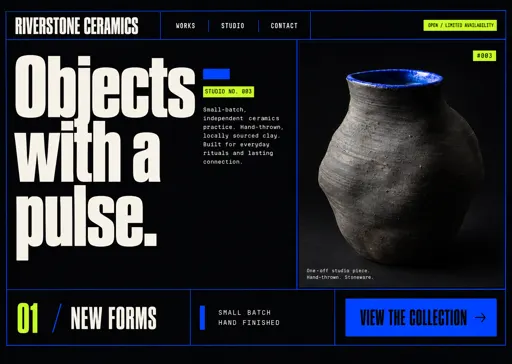 RIVERSTONE CERAMICS
WORKS
STUDIO
CONTACT
OPEN / LIMITED AVAILABILITY
Objects
with a
pulse.
STUDIO NO. 003
Small-batch,
independent ceramics
practice. Hand-thrown,
locally sourced clay.
Built for everyday
rituals and lasting
connection.
#003
One-off studio piece.
Hand-thrown. Stoneware.
01 / NEW FORMS
SMALL BATCH
HAND FINISHED
VIEW THE COLLECTION →